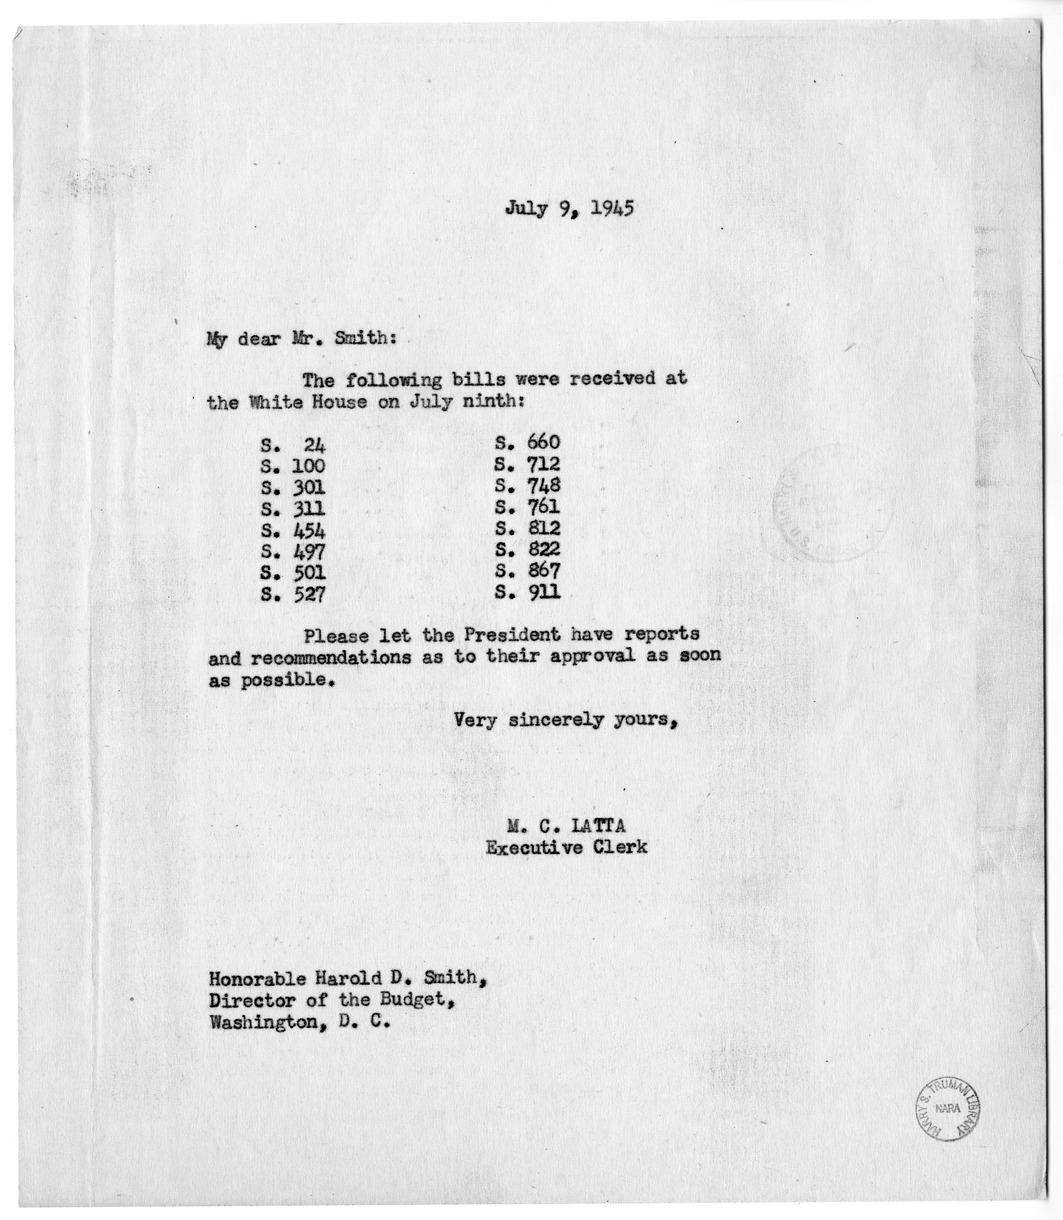 July 9, 1945
My dear Mr. Smith:
The following bills were received at
the White House on July ninth:
S. 24 S. 660
S. 100 S. 712
S. 301 S. 748
S. 311 S. 761
S. 454 S. 812
S. 497 S. 822
S. 501 S. 867
S. 527 S. 911
Please let the President have reports
and recommendations as to their approval as soon
as possible.
Very sincerely yours,
M. C. LATTA
Executive Clerk
Honorable Harold D. Smith,
Director of the Budget,
Washington, D. C.
HARRY S. TRUMAN LIBRARY
NARA